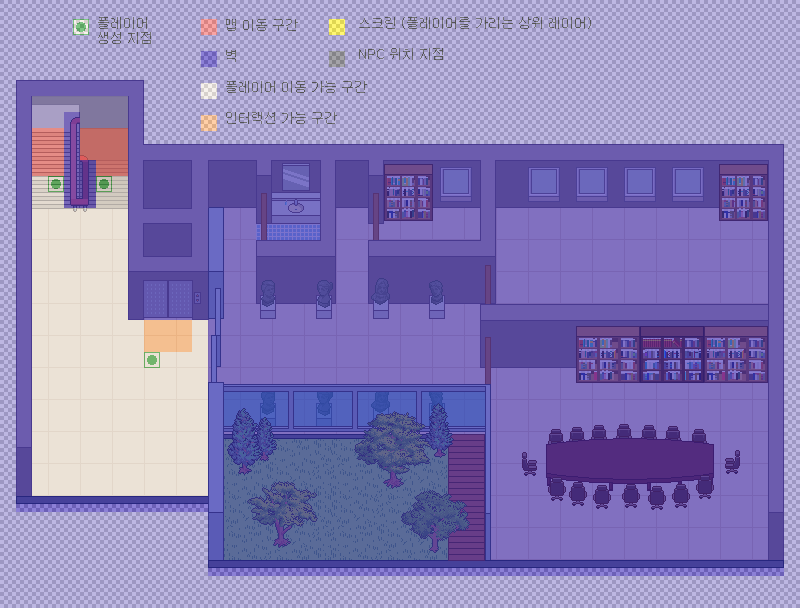 플레이어
생성 지점
맵 이동 구간
스크린 (플레이어를 가리는 상위 레이어)
벽
NPC 위치 지점
플레이어 이동 가능 구간
인터랙션 가능 구간